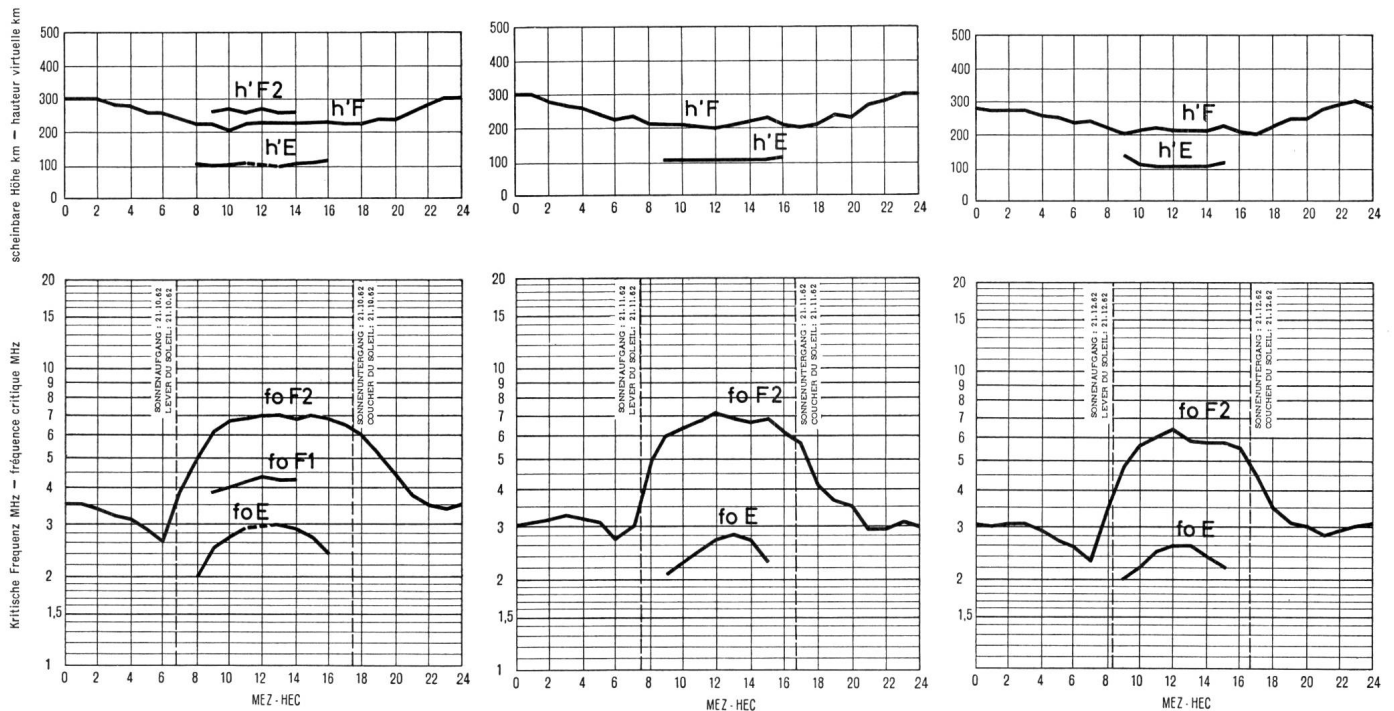 scheinbare Höhe km — hauteur virtuelle km
500
400
300
200
100
0
h'F2
h'F
h'E
0 2 4 6 8 10 12 14 16 18 20 22 24
500
400
300
200
100
0
h'F
h'E
0 2 4 6 8 10 12 14 16 18 20 22 24
500
400
300
200
100
0
h'F
h'E
0 2 4 6 8 10 12 14 16 18 20 22 24
Kritische Frequenz MHz — fréquence critique MHz
20
15
10
9
8
7
6
5
4
3
2
1,5
1
SONNENAUFGANG : 21.10.62
LEVER DU SOLEIL: 21.10.62
SONNENUNTERGANG : 21.10.62
COUCHER DU SOLEIL: 21.10.62
fo F2
fo F1
fo E
0 2 4 6 8 10 12 14 16 18 20 22 24
MEZ - HEC
20
15
10
9
8
7
6
5
4
3
2
1,5
1
SONNENAUFGANG : 21.11.62
LEVER DU SOLEIL: 21.11.62
SONNENUNTERGANG : 21.11.62
COUCHER DU SOLEIL: 21.11.62
fo F2
fo E
0 2 4 6 8 10 12 14 16 18 20 22 24
MEZ - HEC
20
15
10
9
8
7
6
5
4
3
2
1,5
1
SONNENAUFGANG : 21.12.62
LEVER DU SOLEIL: 21.12.62
SONNENUNTERGANG : 21.12.62
COUCHER DU SOLEIL: 21.12.62
fo F2
fo E
0 2 4 6 8 10 12 14 16 18 20 22 24
MEZ - HEC